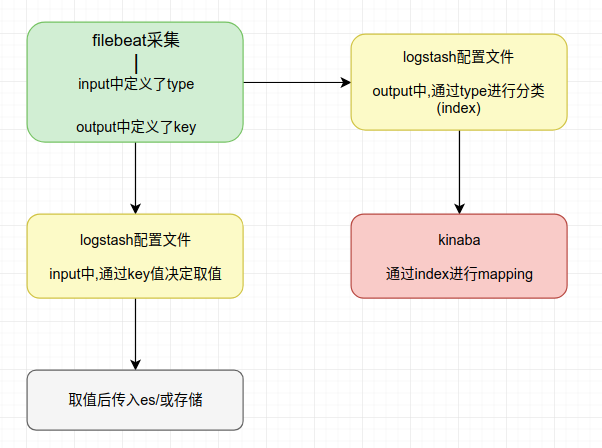 filebeat采集
input中定义了type
output中定义了key
logstash配置文件
output中,通过type进行分类
(index)
logstash配置文件
input中,通过key值决定取值
kinaba
通过index进行mapping
取值后传入es/或存储